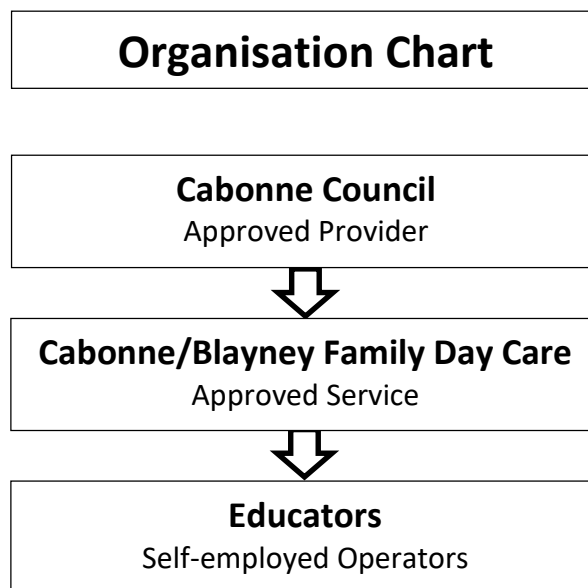 Organisation Chart
Cabonne Council
Approved Provider
Cabonne/Blayney Family Day Care
Approved Service
Educators
Self-employed Operators